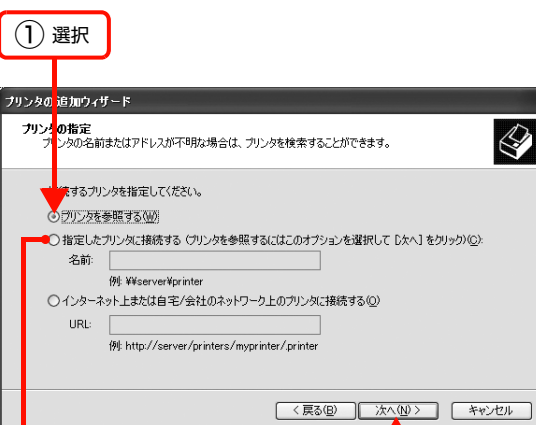 ① 選択
プリンタの追加ウィザード
プリンタの指定
プリンタの名前またはアドレスが不明な場合は、プリンタを検索することができます。
接続するプリンタを指定してください。
プリンタを参照する(W)
指定したプリンタに接続する (プリンタを参照するにはこのオプションを選択して [次へ] をクリック)(C):
名前:
例: ¥¥server¥printer
インターネット上または自宅/会社のネットワーク上のプリンタに接続する(O)
URL:
例: http://server/printers/myprinter/.printer
< 戻る(B) 次へ(N) > キャンセル